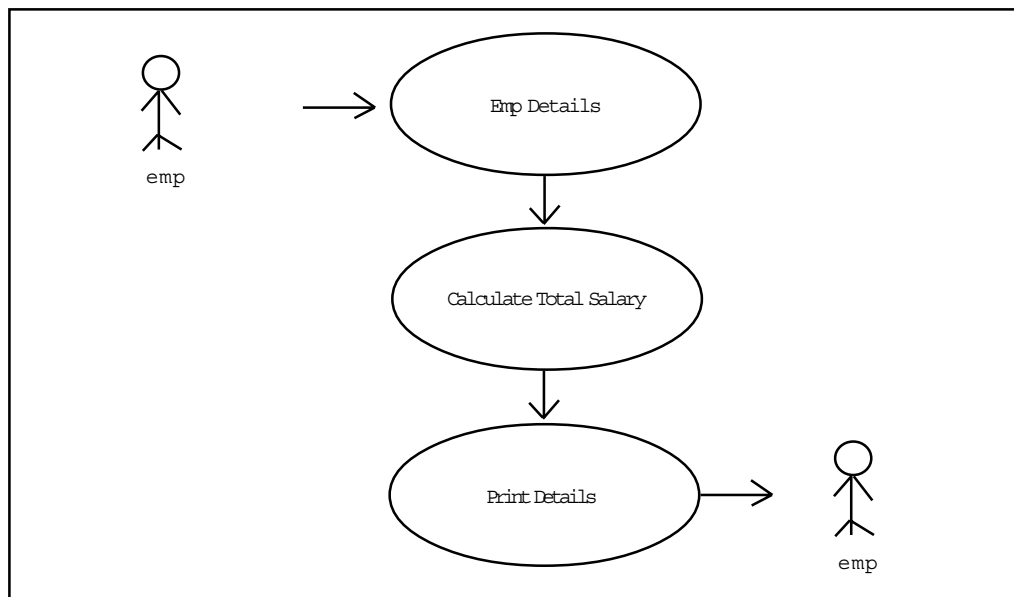 Emp Details
emp
Calculate Total Salary
Print Details
emp